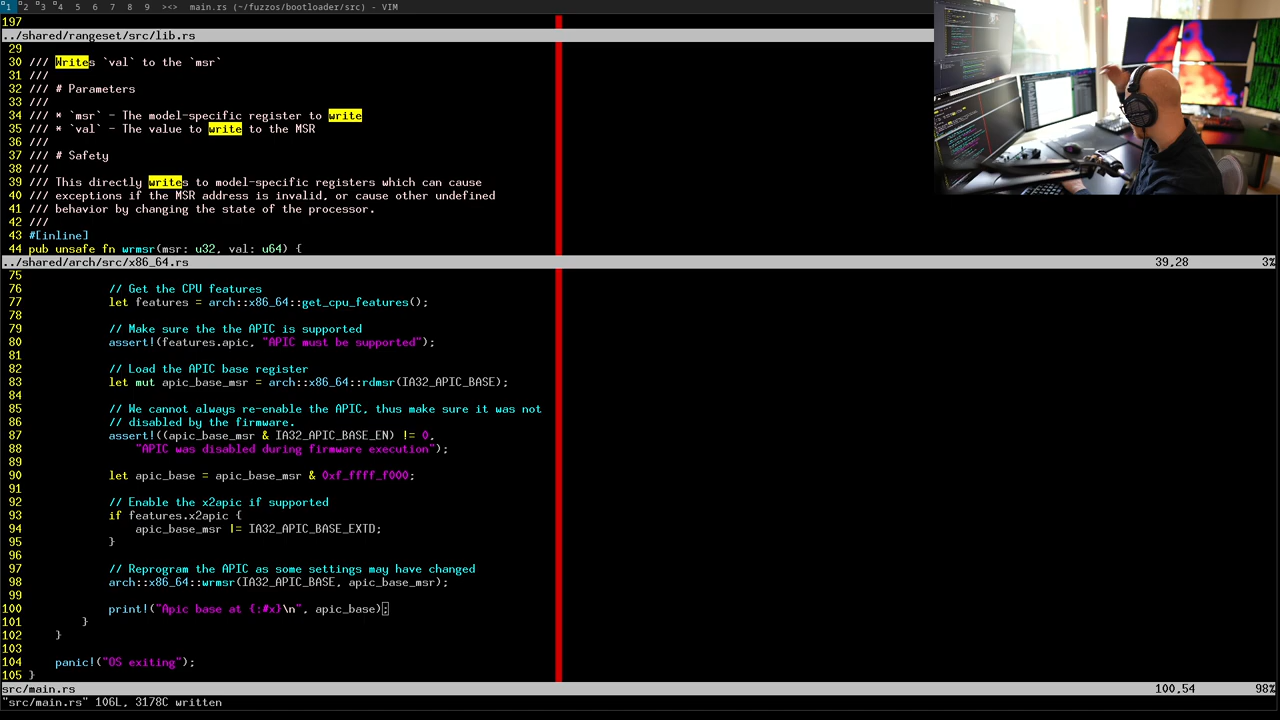 1 2 3 4 5 6 7 8 9 ><> main.rs (~/fuzzos/bootloader/src) - VIM
197
../shared/rangeset/src/lib.rs
29
30 /// Writes `val` to the `msr`
31 ///
32 /// # Parameters
33 ///
34 /// * `msr` - The model-specific register to write
35 /// * `val` - The value to write to the MSR
36 ///
37 /// # Safety
38 ///
39 /// This directly writes to model-specific registers which can cause
40 /// exceptions if the MSR address is invalid, or cause other undefined
41 /// behavior by changing the state of the processor.
42 ///
43 #[inline]
44 pub unsafe fn wrmsr(msr: u32, val: u64) {
../shared/arch/src/x86_64.rs 39,28 3%
75
76 // Get the CPU features
77 let features = arch::x86_64::get_cpu_features();
78
79 // Make sure the the APIC is supported
80 assert!(features.apic, "APIC must be supported");
81
82 // Load the APIC base register
83 let mut apic_base_msr = arch::x86_64::rdmsr(IA32_APIC_BASE);
84
85 // We cannot always re-enable the APIC, thus make sure it was not
86 // disabled by the firmware.
87 assert!((apic_base_msr & IA32_APIC_BASE_EN) != 0,
88 "APIC was disabled during firmware execution");
89
90 let apic_base = apic_base_msr & 0xf_ffff_f000;
91
92 // Enable the x2apic if supported
93 if features.x2apic {
94 apic_base_msr |= IA32_APIC_BASE_EXTD;
95 }
96
97 // Reprogram the APIC as some settings may have changed
98 arch::x86_64::wrmsr(IA32_APIC_BASE, apic_base_msr);
99
100 print!("Apic base at {:#x}\n", apic_base);
101 }
102 }
103
104 panic!("OS exiting");
105 }
src/main.rs 100,54 98%
"src/main.rs" 106L, 3178C written